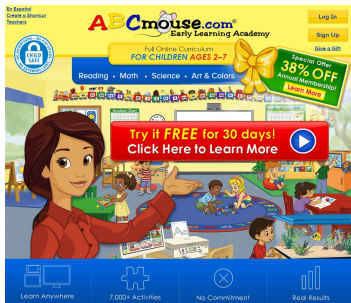 En Español
Create a Shortcut
Teachers
ABCmouse.com®
Early Learning Academy
Log In
Sign Up
Give a Gift
CHILD
SAFE
Full Online Curriculum
FOR CHILDREN AGES 2–7
Reading • Math • Science • Art & Colors
Special Offer
38% OFF
Annual Membership!
Learn More
Try it FREE for 30 days!
Click Here to Learn More
Learn Anywhere
7,000+ Activities
No Commitment
Real Results